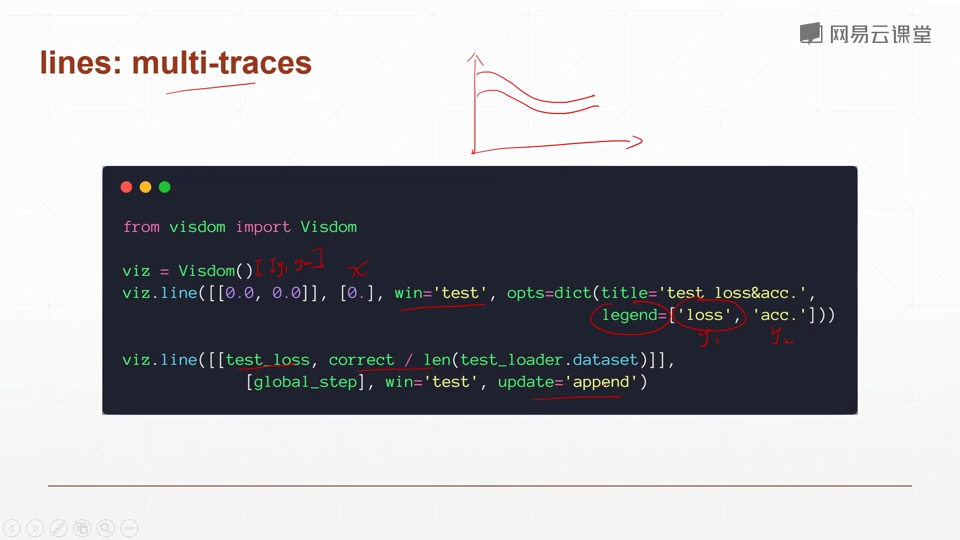 网易云课堂
lines: multi-traces
from visdom import Visdom
viz = Visdom() [[y₁, y₂]] x
viz.line([[0.0, 0.0]], [0.], win='test', opts=dict(title='test loss&acc.',
legend=['loss', 'acc.']))
y₁ y₂
viz.line([[test_loss, correct / len(test_loader.dataset)]],
[global_step], win='test', update='append')